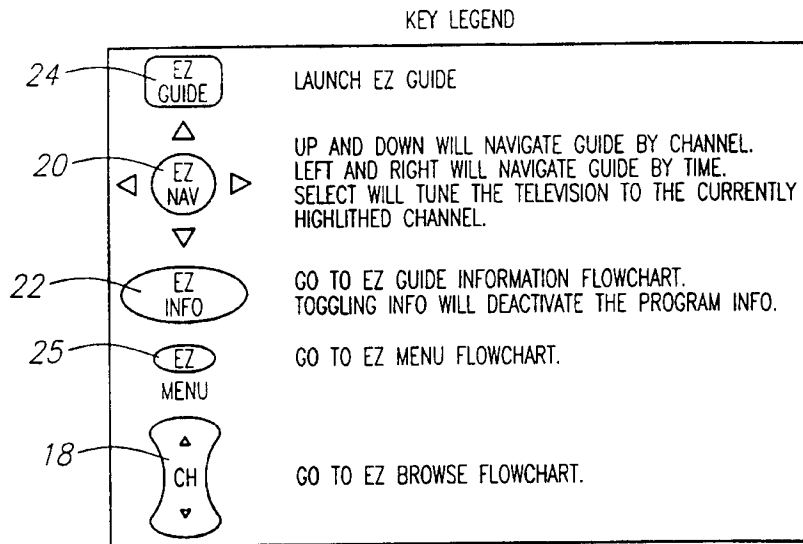 KEY LEGEND
24
EZ
GUIDE
LAUNCH EZ GUIDE
20
EZ
NAV
UP AND DOWN WILL NAVIGATE GUIDE BY CHANNEL.
LEFT AND RIGHT WILL NAVIGATE GUIDE BY TIME.
SELECT WILL TUNE THE TELEVISION TO THE CURRENTLY
HIGHLITHED CHANNEL.
22
EZ
INFO
GO TO EZ GUIDE INFORMATION FLOWCHART.
TOGGLING INFO WILL DEACTIVATE THE PROGRAM INFO.
25
EZ
MENU
GO TO EZ MENU FLOWCHART.
18
CH
GO TO EZ BROWSE FLOWCHART.